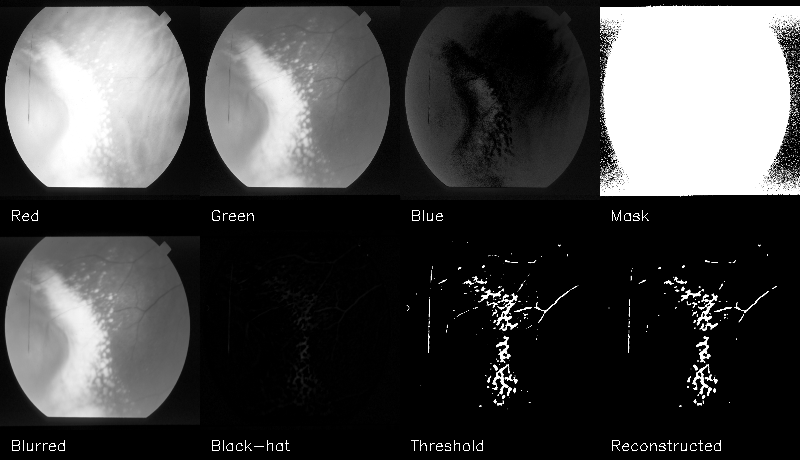 Red
Green
Blue
Mask
Blurred
Black-hat
Threshold
Reconstructed